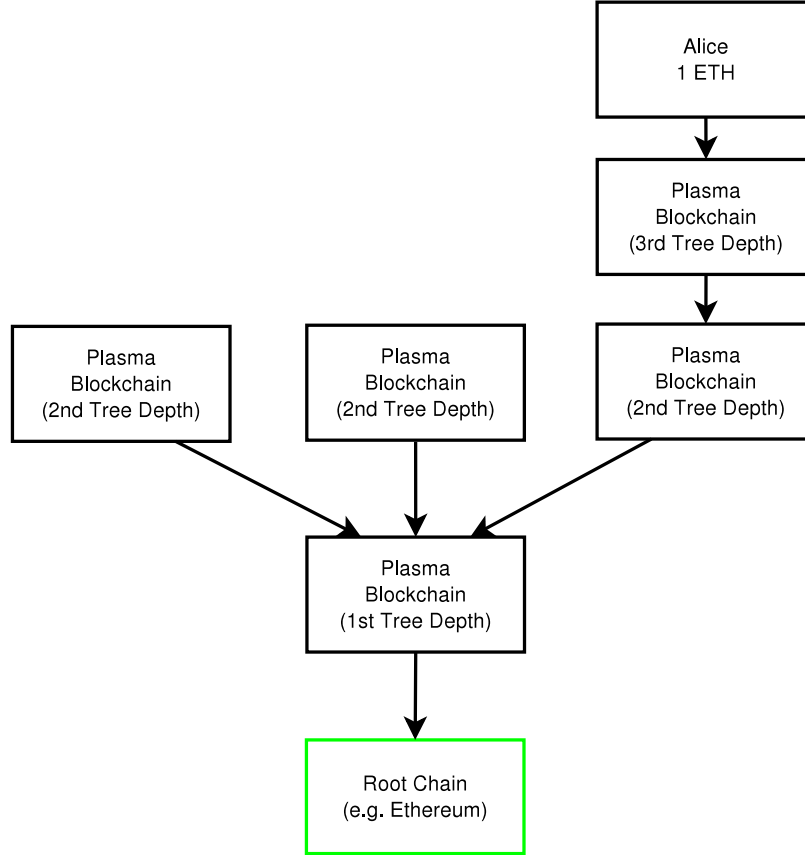 Alice
1 ETH
Plasma
Blockchain
(3rd Tree Depth)
Plasma
Blockchain
(2nd Tree Depth)
Plasma
Blockchain
(2nd Tree Depth)
Plasma
Blockchain
(2nd Tree Depth)
Plasma
Blockchain
(1st Tree Depth)
Root Chain
(e.g. Ethereum)